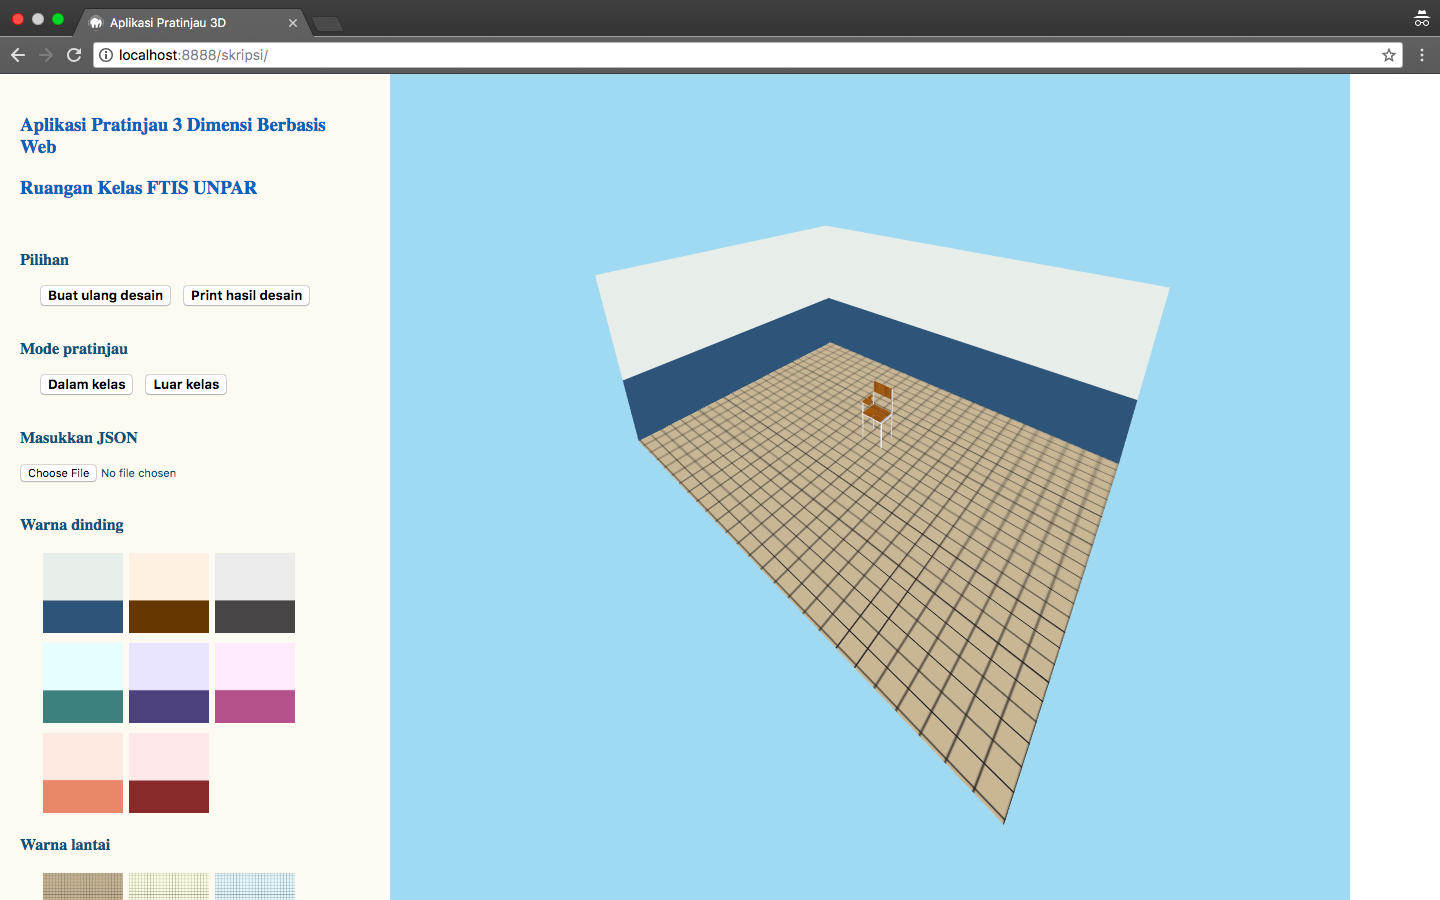 Aplikasi Pratinjau 3D
localhost:8888/skripsi/
Aplikasi Pratinjau 3 Dimensi Berbasis
Web
Ruangan Kelas FTIS UNPAR
Pilihan
Buat ulang desain Print hasil desain
Mode pratinjau
Dalam kelas Luar kelas
Masukkan JSON
Choose File No file chosen
Warna dinding
Warna lantai